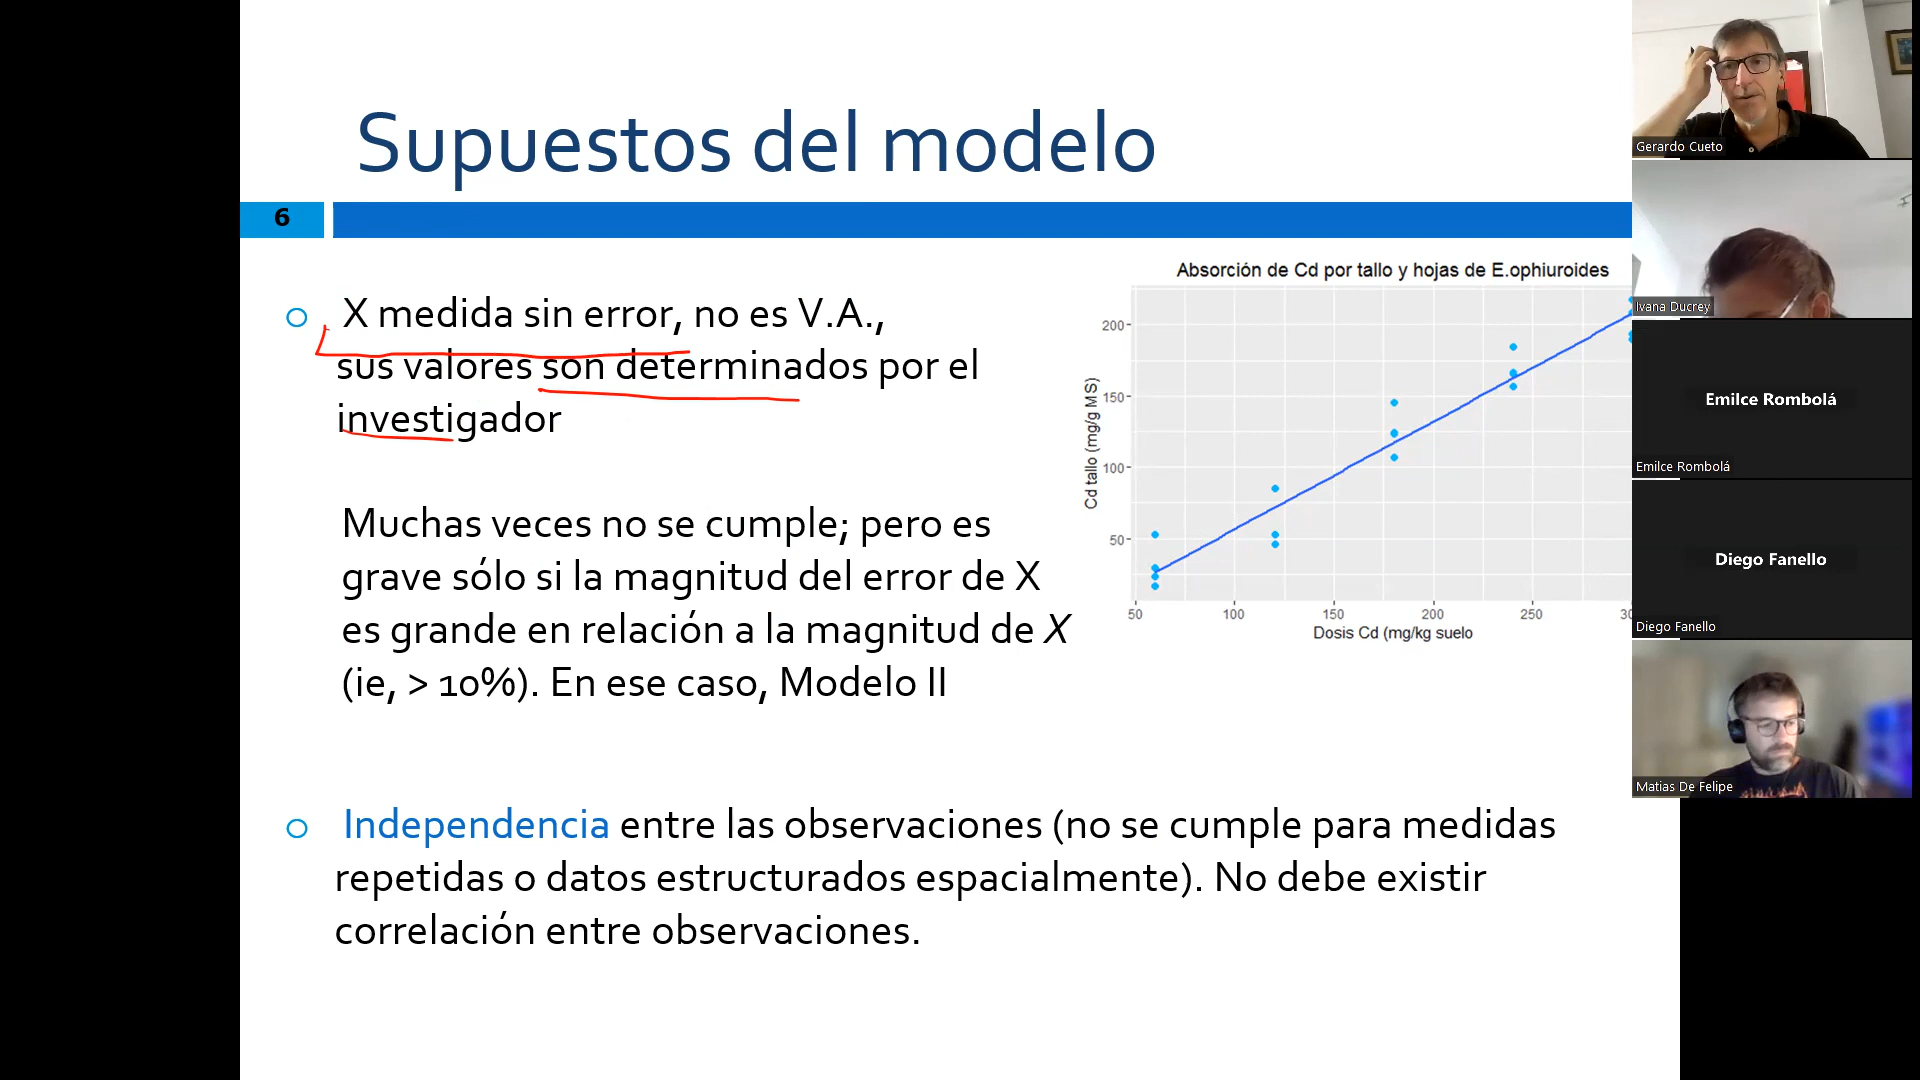 Supuestos del modelo
6
X medida sin error, no es V.A.,
sus valores son determinados por el
investigador
Muchas veces no se cumple; pero es
grave sólo si la magnitud del error de X
es grande en relación a la magnitud de X
(ie, > 10%). En ese caso, Modelo II
Absorción de Cd por tallo y hojas de E.ophiuroides
Cd tallo (mg/g MS)
200
150
100
50
50 100 150 200 250 30
Dosis Cd (mg/kg suelo
Independencia entre las observaciones (no se cumple para medidas
repetidas o datos estructurados espacialmente). No debe existir
correlación entre observaciones.
Gerardo Cueto
Ivana Ducrey
Emilce Rombolá
Emilce Rombolá
Diego Fanello
Diego Fanello
Matias De Felipe